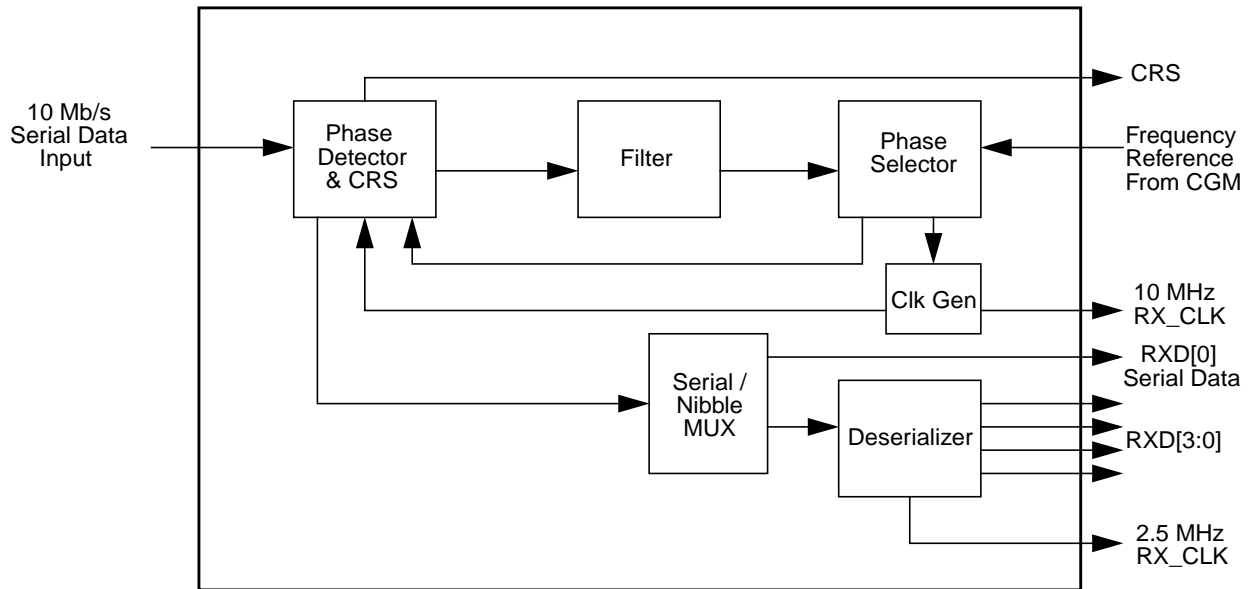 10 Mb/s
Serial Data
Input
Phase
Detector
& CRS
Filter
Phase
Selector
CRS
Frequency
Reference
From CGM
Clk Gen
10 MHz
RX_CLK
Serial /
Nibble
MUX
RXD[0]
Serial Data
Deserializer
RXD[3:0]
2.5 MHz
RX_CLK